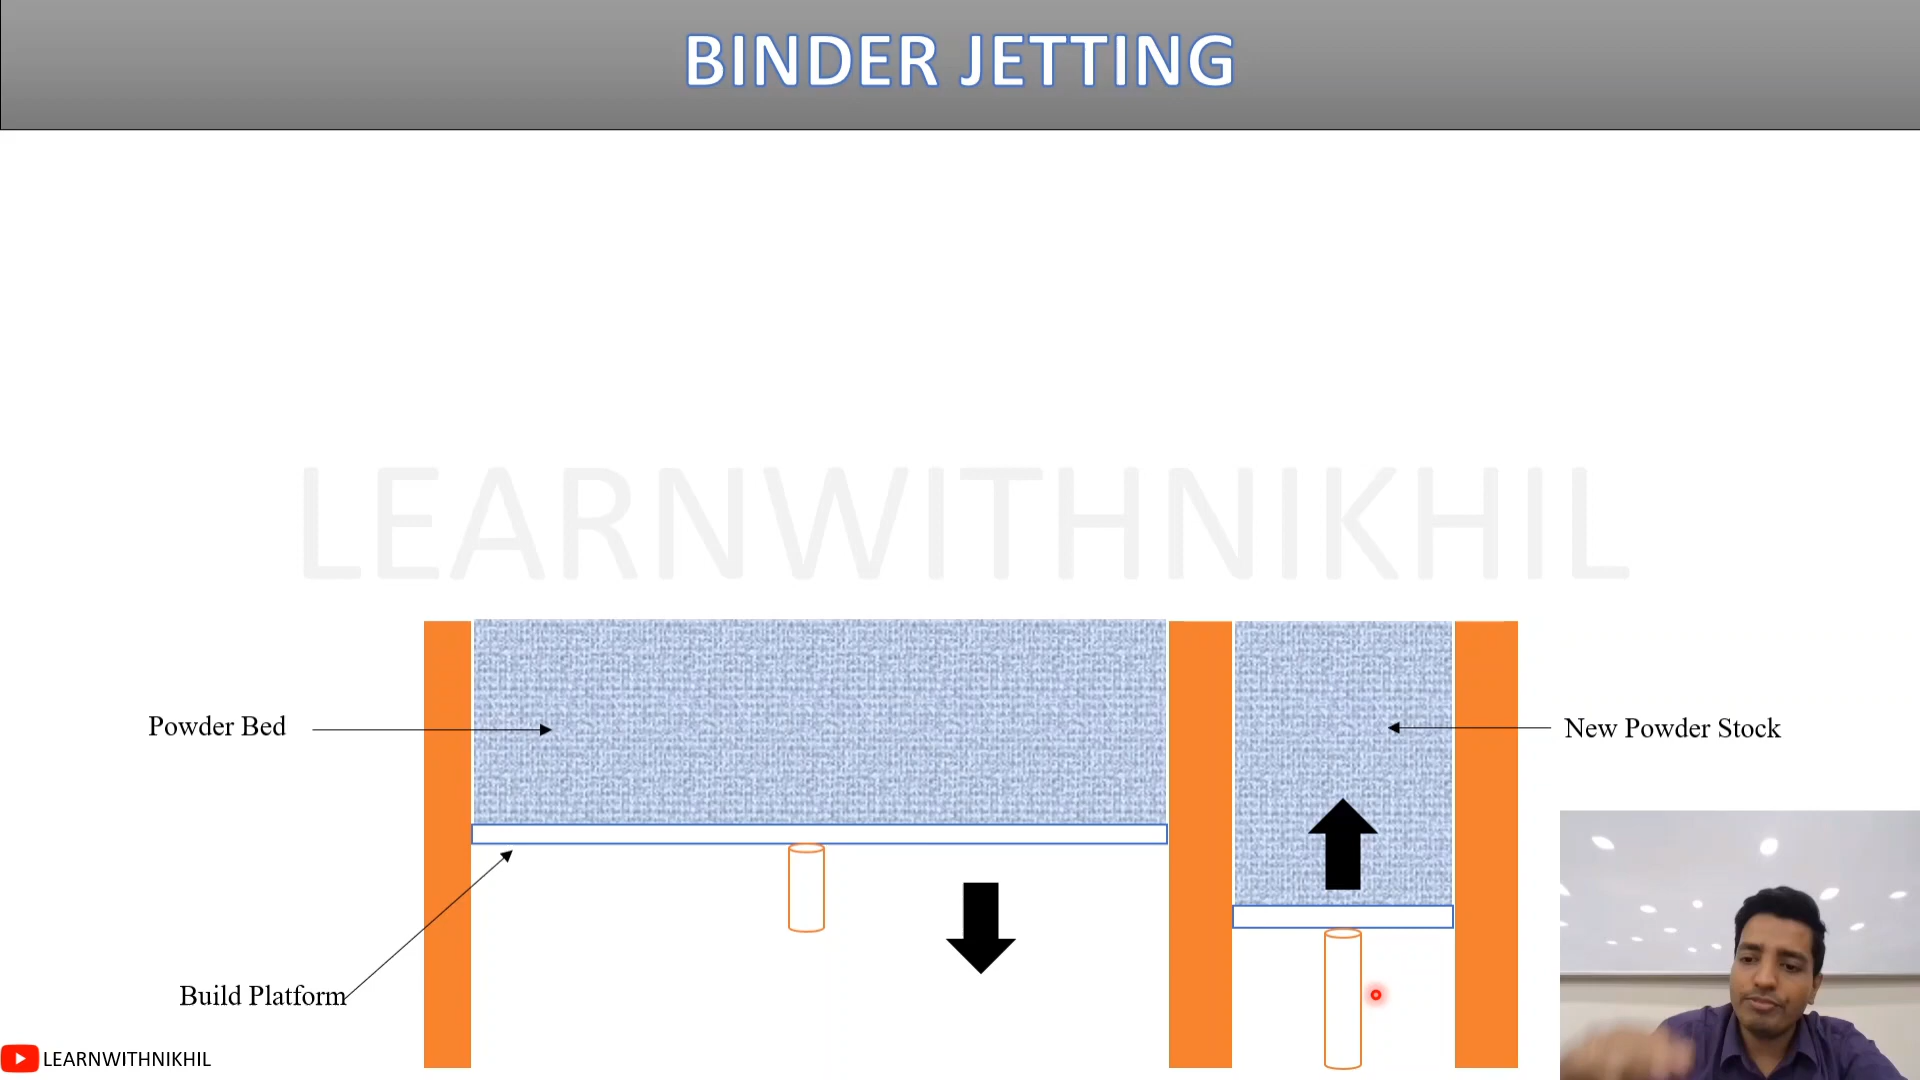 BINDER JETTING
LEARNWITHNIKHIL
Powder Bed
New Powder Stock
Build Platform
LEARNWITHNIKHIL